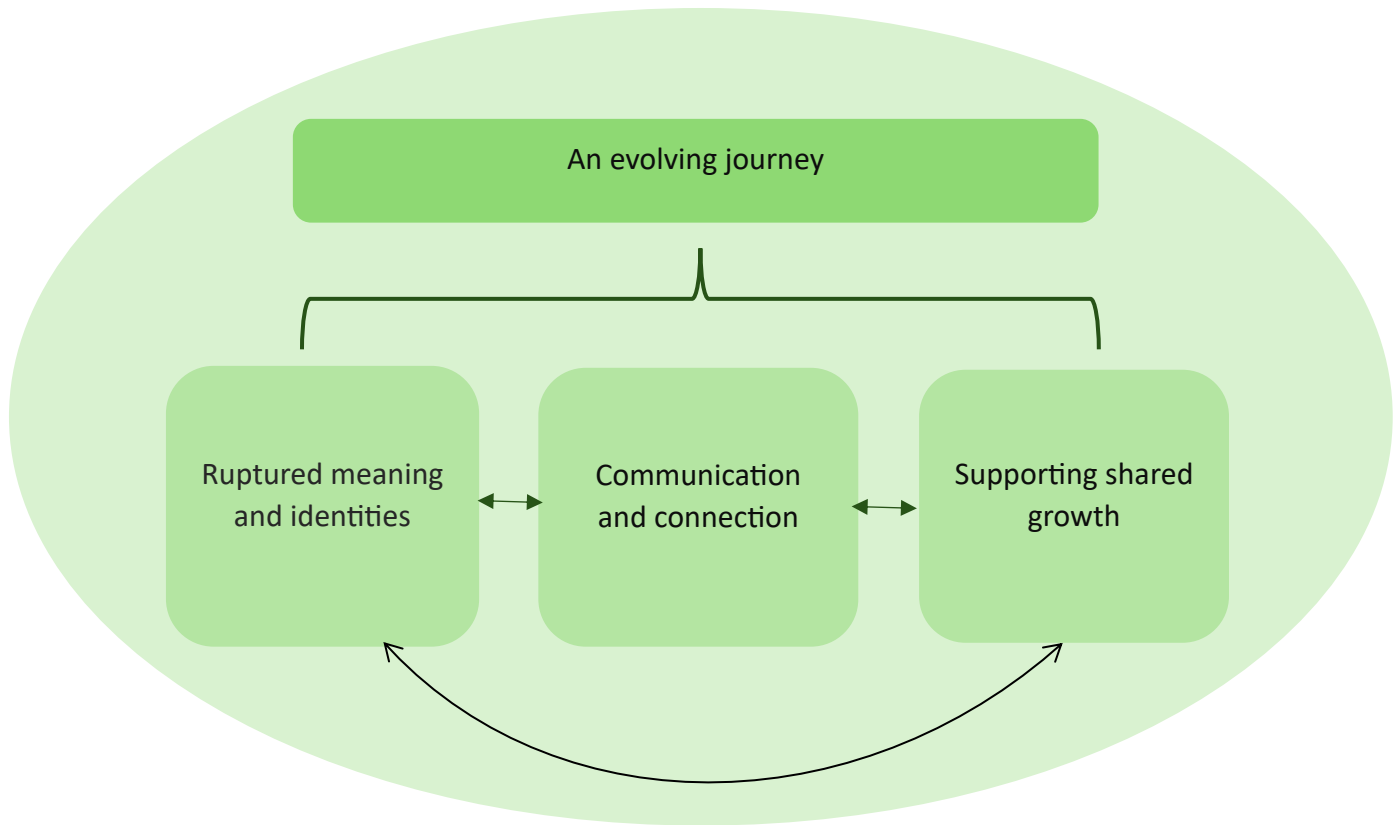 An evolving journey
Ruptured meaning
and identities
Communication
and connection
Supporting shared
growth